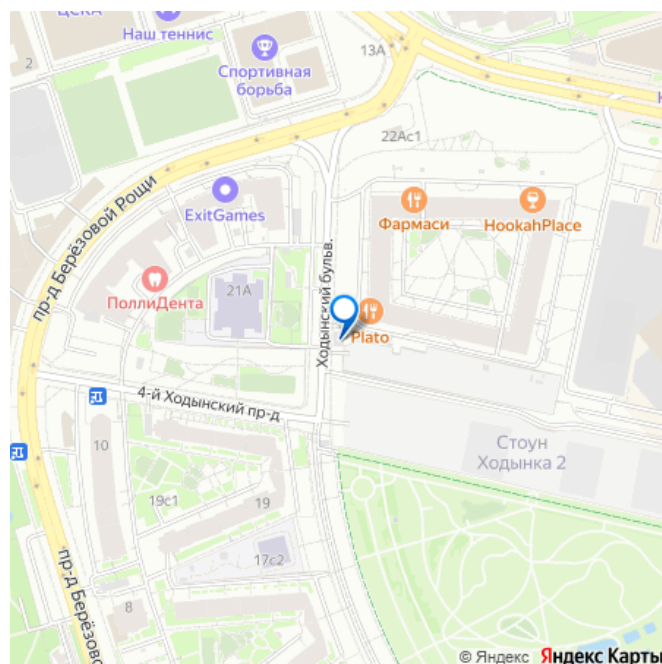 ЦСКА
Наш теннис
2
Спортивная
борьба
13А
22Ас1
ExitGames
Фармаси
HookahPlace
пр-д Берёзовой Рощи
ПоллиДента
21А
Ходынский бульв.
Plato
4-й Ходынский пр-д
10
Стоун
Ходынка 2
19с1
19
17с2
8
пр-д Берёзово
© Яндекс Яндекс Карты